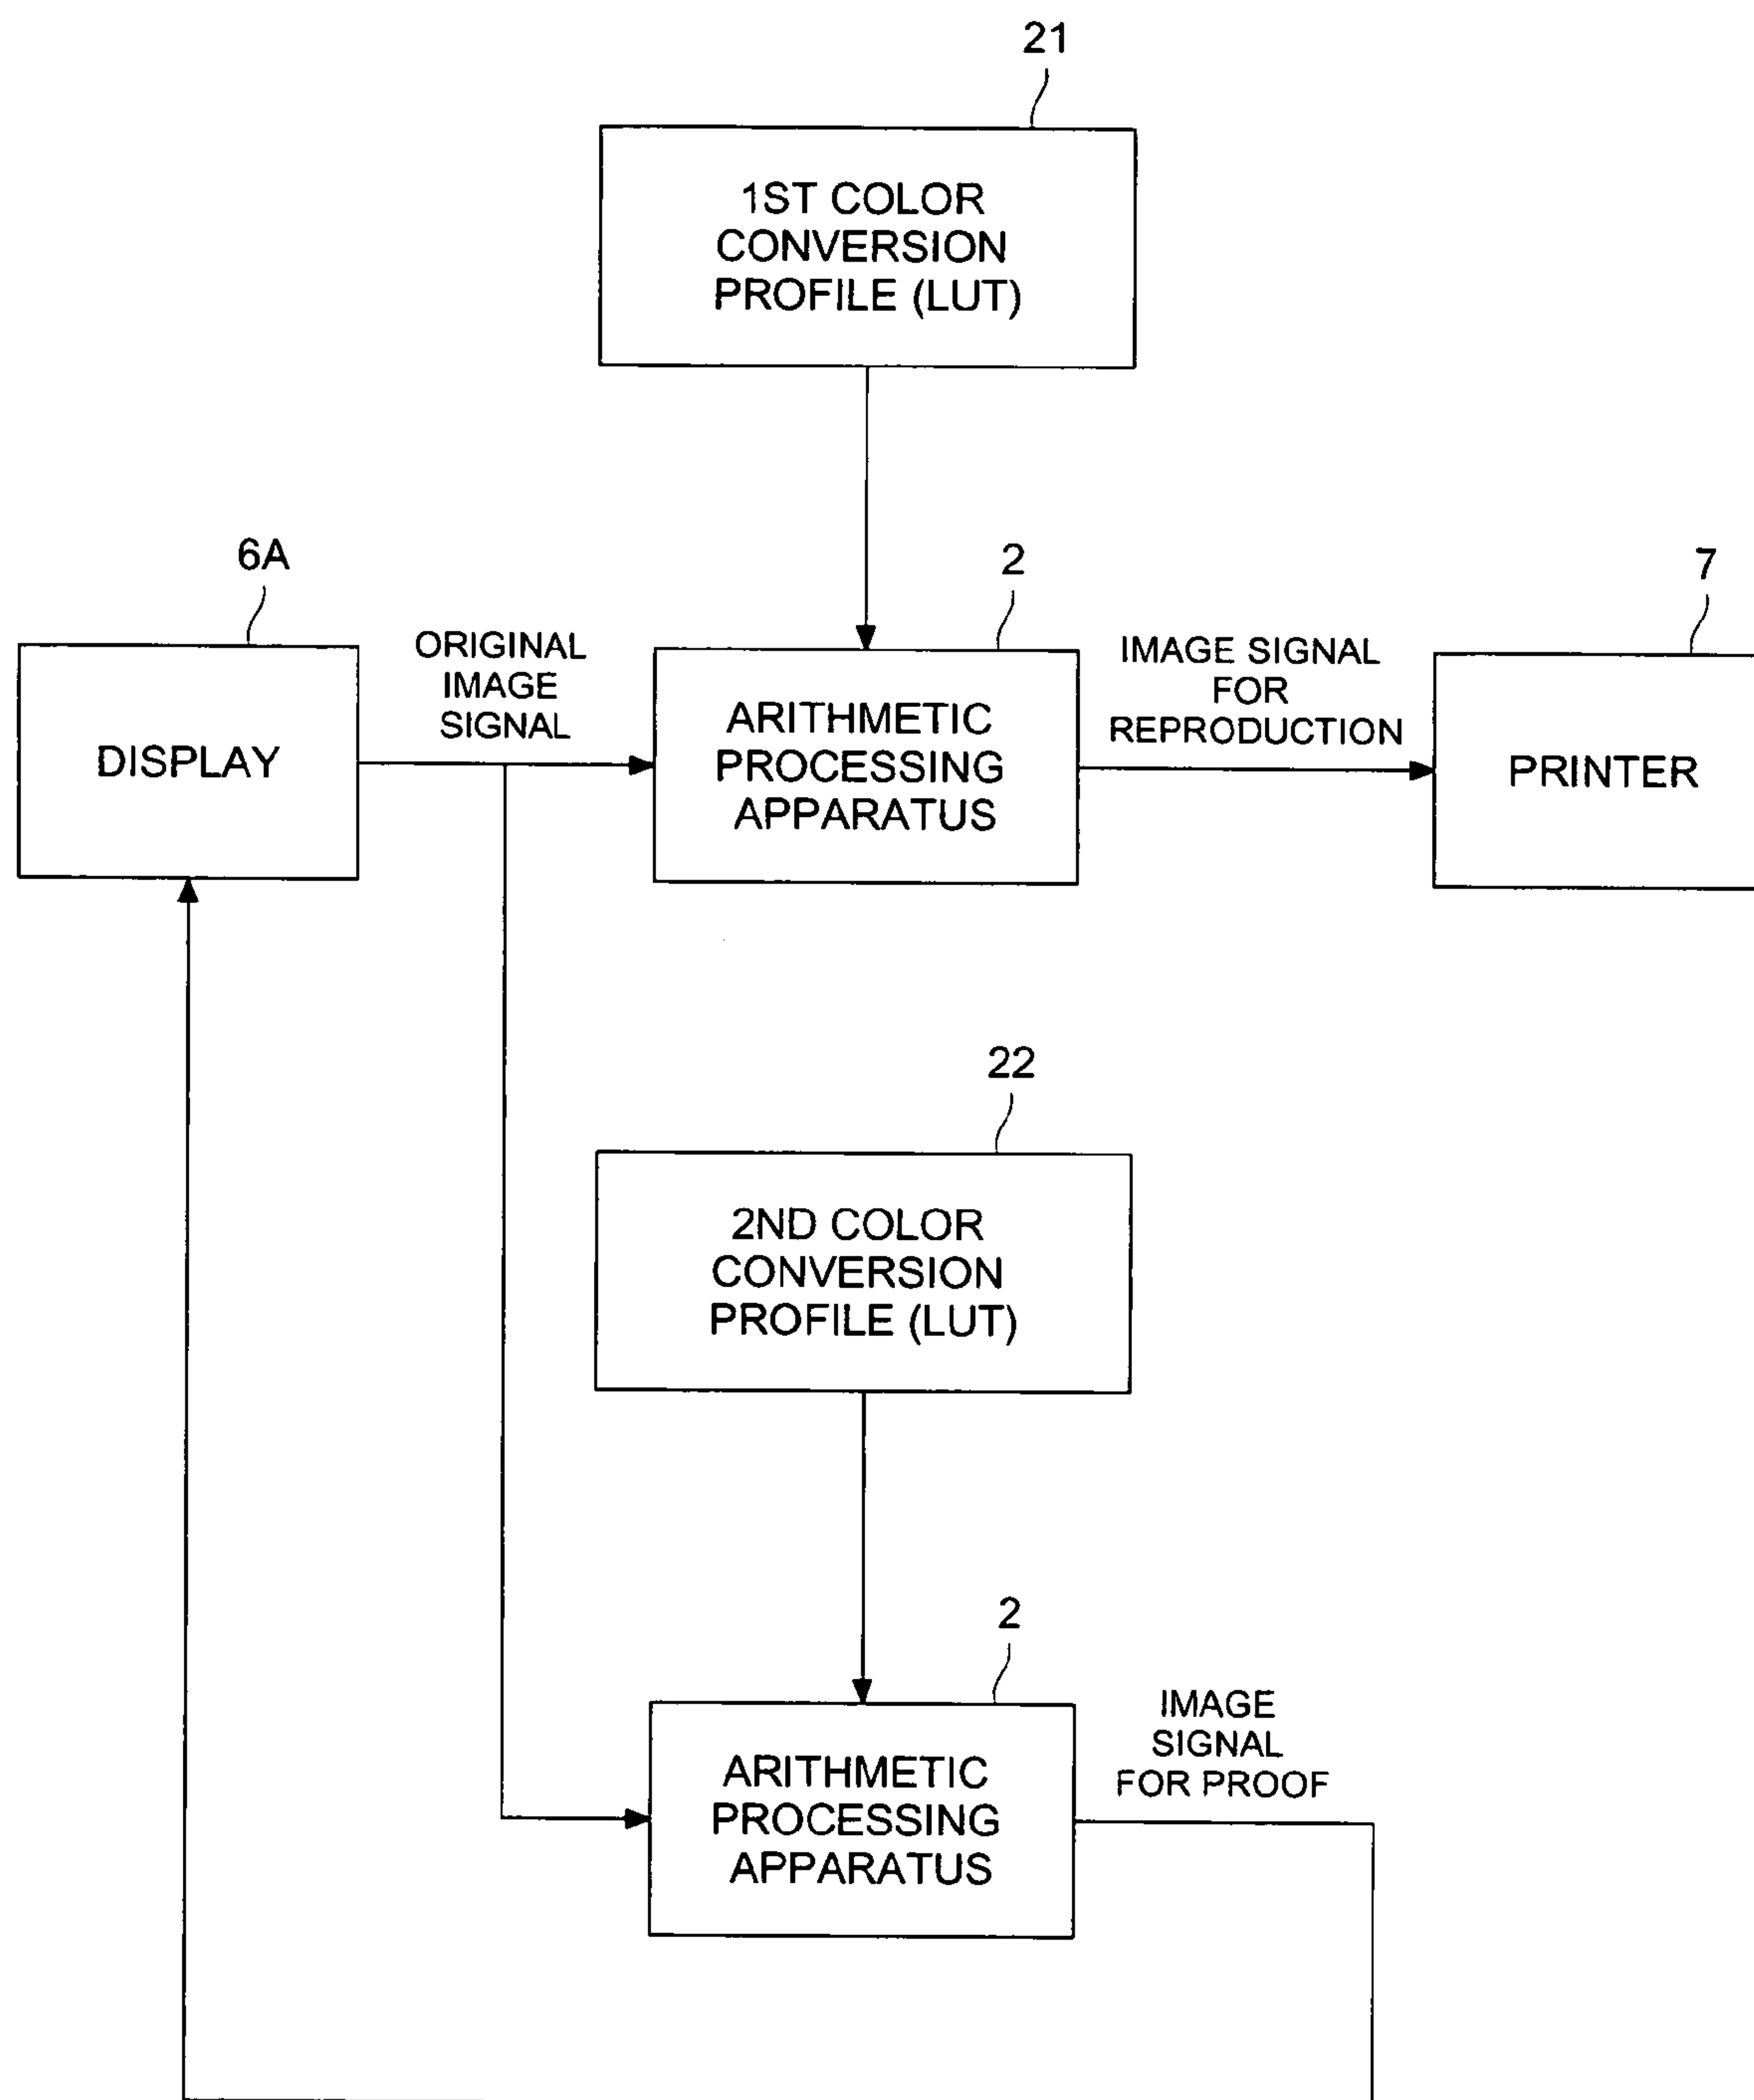 21
1ST COLOR
CONVERSION
PROFILE (LUT)
6A
2
7
ORIGINAL
IMAGE
SIGNAL
IMAGE SIGNAL
FOR
REPRODUCTION
DISPLAY
ARITHMETIC
PROCESSING
APPARATUS
PRINTER
22
2ND COLOR
CONVERSION
PROFILE (LUT)
2
ARITHMETIC
PROCESSING
APPARATUS
IMAGE
SIGNAL
FOR PROOF